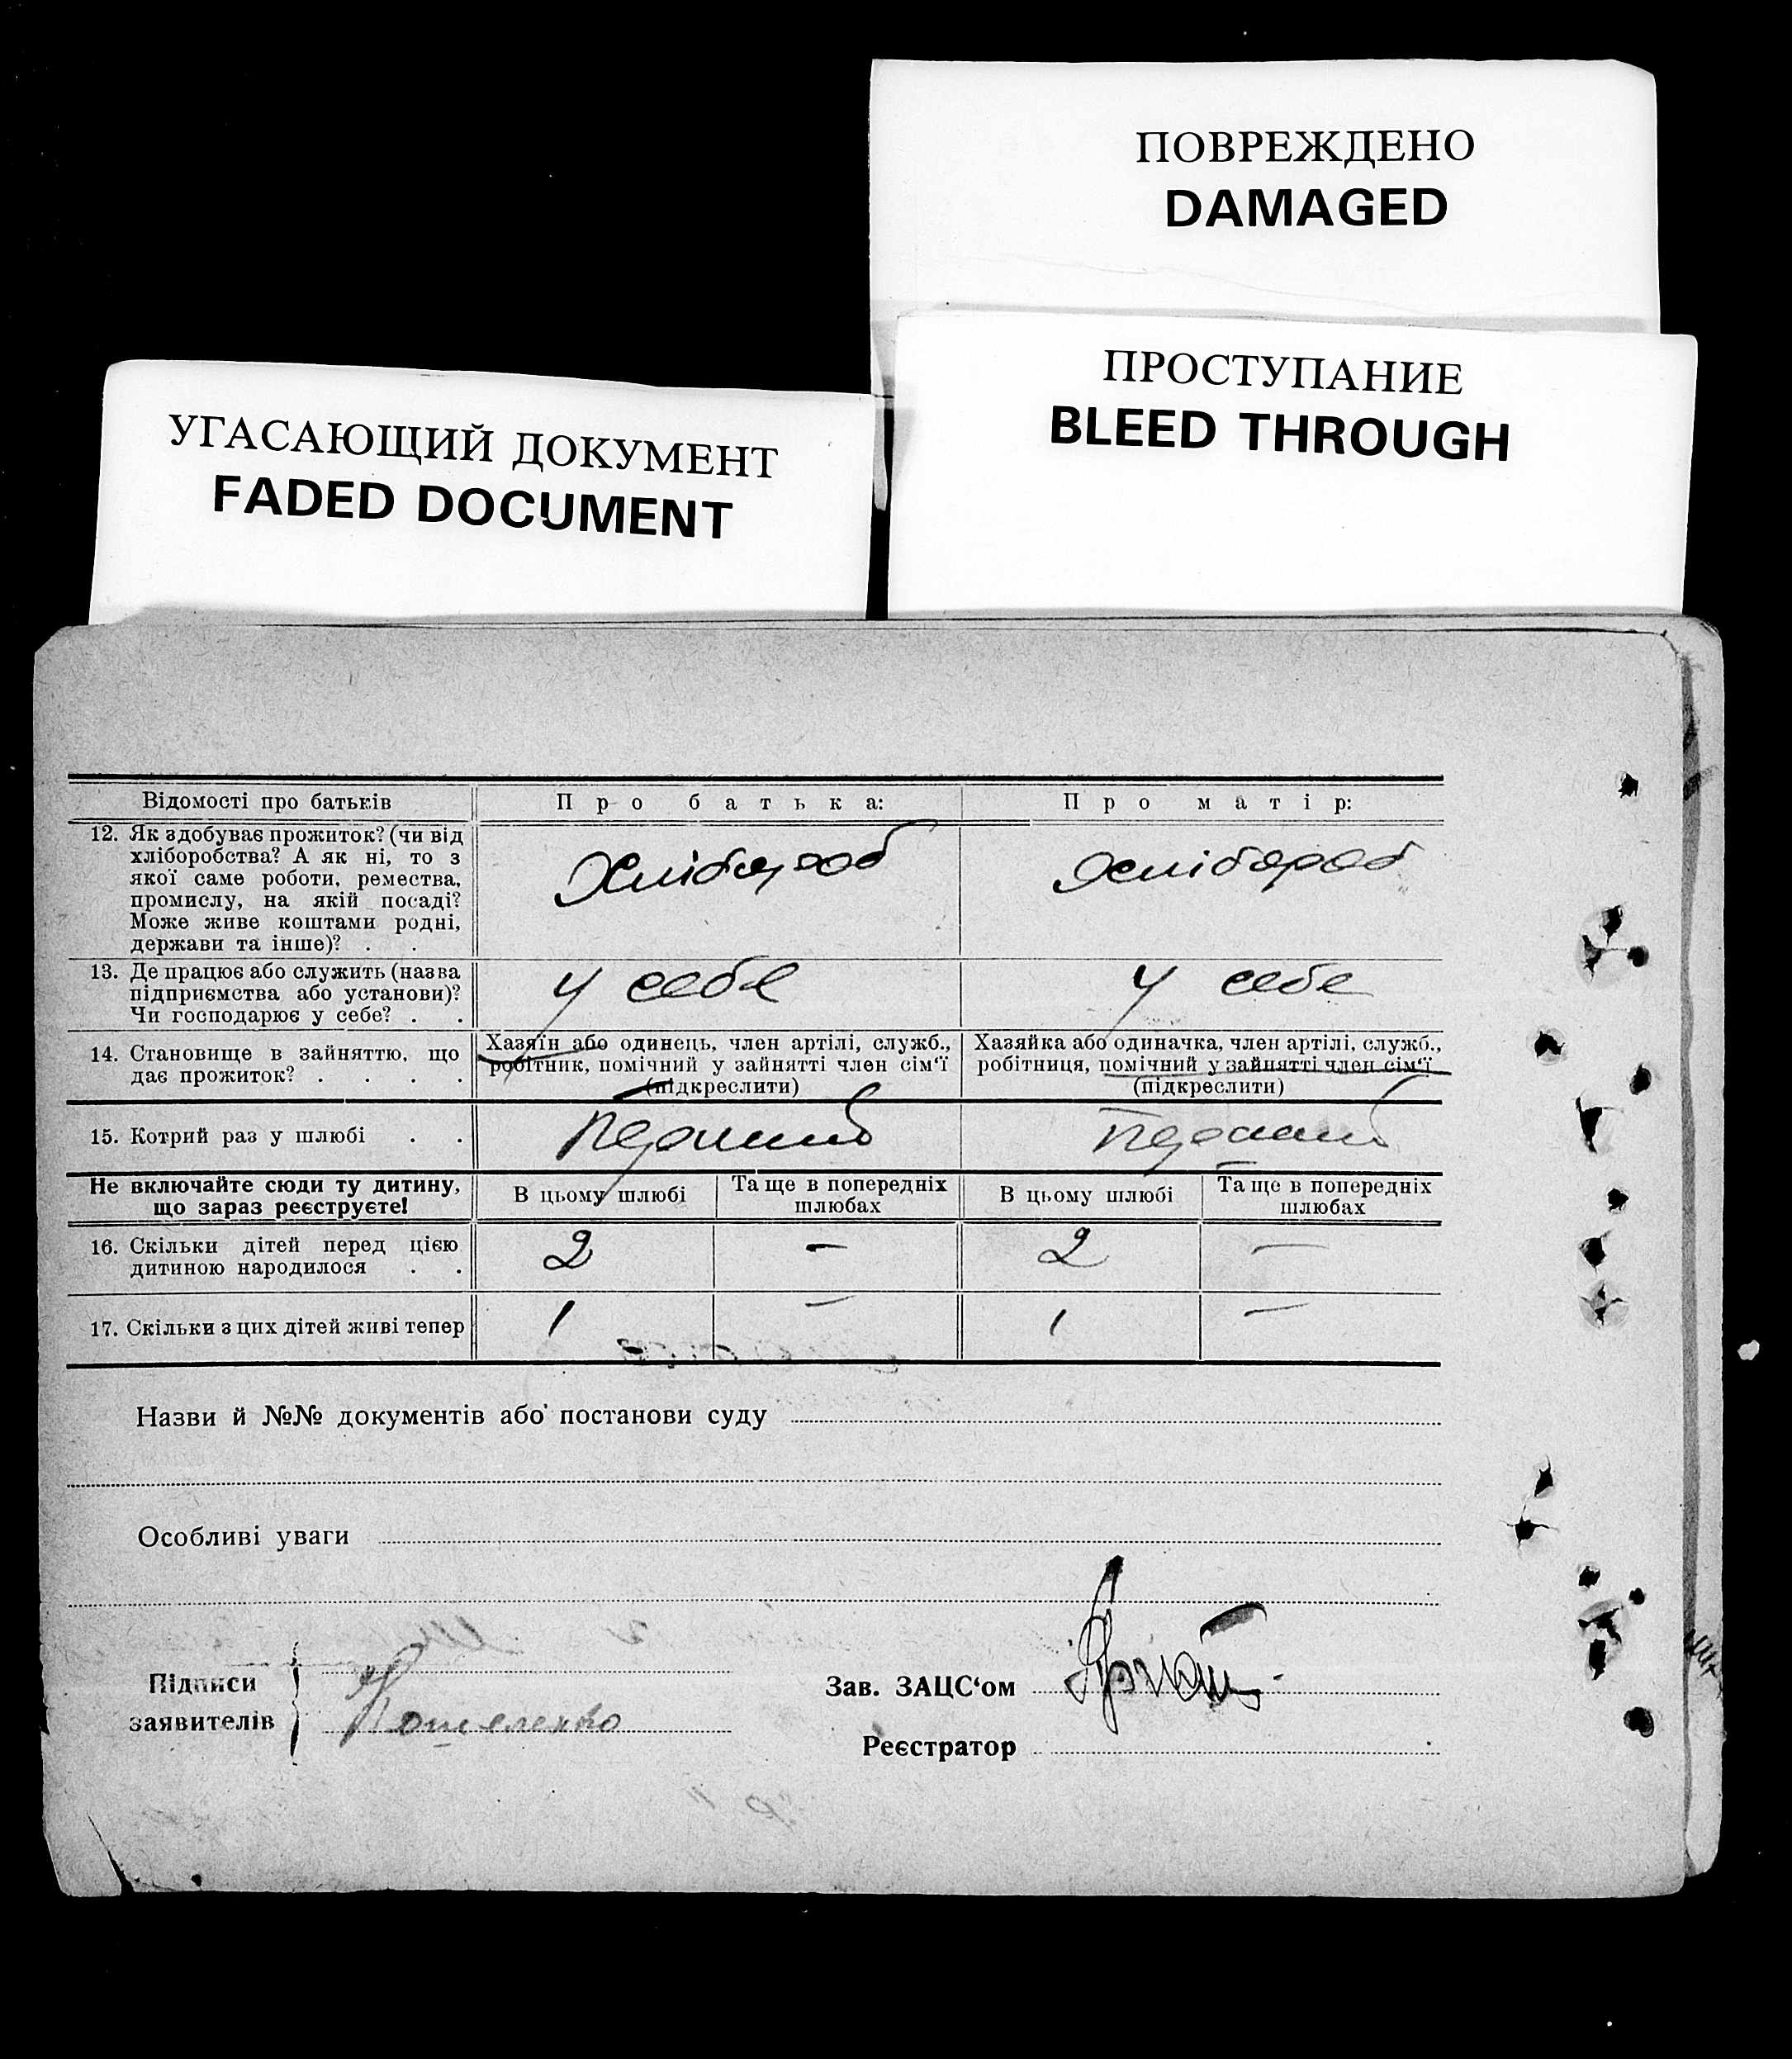 ПОВРЕЖДЕНО
DAMAGED
ПРОСТУПАНИЕ
BLEED THROUGH
УГАСАЮЩИЙ ДОКУМЕНТ
FADED DOCUMENT
Відомості про батьків Про батька: Про матір:
12. Як здобуває прожиток? (чи від
хліборобства? А як ні, то з
якої саме роботи, ремества,
промислу, на якій посаді?
Може живе коштами родні,
держави та інше)? . .
Хлібороб Хлібороб
13. Де працює або служить (назва
підприємства або установи)?
Чи господарює у себе? . .
у себе у себе
14. Становище в зайняттю, що
дає прожиток? . . . .
Хазяїн або одинець, член артілі, служб.,
робітник, помічний у зайнятті член сім‘ї
(підкреслити)
Хазяйка або одиначка, член артілі, служб.,
робітниця, помічний у зайнятті член сім‘ї
(підкреслити)
15. Котрий раз у шлюбі . .
Не включайте сюди ту дитину,
що зараз реєструєте!
В цьому шлюбі
Та ще в попередніх
шлюбах
В цьому шлюбі
Та ще в попередніх
шлюбах
16. Скільки дітей перед цією
дитиною народилося . .
2 — 2 —
17. Скільки з цих дітей живі тепер 1 — 1 —
Назви й №№ документів або постанови суду
Особливі уваги
Підписи
заявителів
Зав. ЗАЦС‘ом
Реєстратор